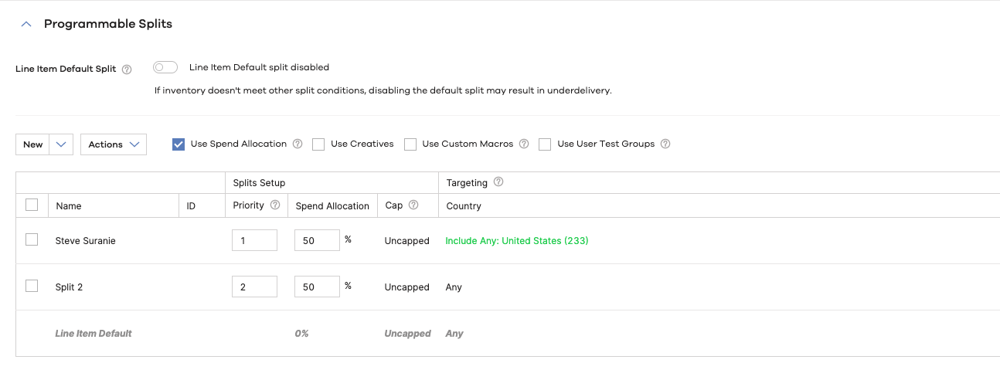 Programmable Splits
Line Item Default Split ? Line Item Default split disabled
If inventory doesn't meet other split conditions, disabling the default split may result in underdelivery.
New Actions Use Spend Allocation ? Use Creatives Use Custom Macros ? Use User Test Groups ?
Splits Setup Targeting ?
Name ID Priority ? Spend Allocation Cap ? Country
Steve Suranie 1 50 % Uncapped Include Any: United States (233)
Split 2 2 50 % Uncapped Any
Line Item Default 0% Uncapped Any